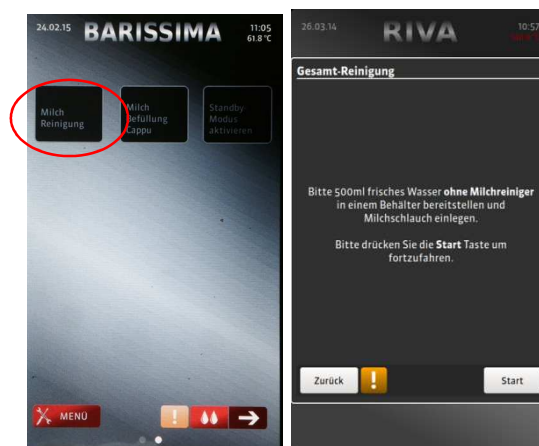 24.02.15
BARISSIMA
11:05
61.8°C
Milch
Reinigung
Milch
Befüllung
Cappu
Standby
Modus
aktivieren
MENÜ
26.03.14
RIVA
10:57
Gesamt-Reinigung
Bitte 500ml frisches Wasser ohne Milchreiniger
in einem Behälter bereitstellen und
Milchschlauch einlegen.
Bitte drücken Sie die Start Taste um
fortzufahren.
Zurück
!
Start